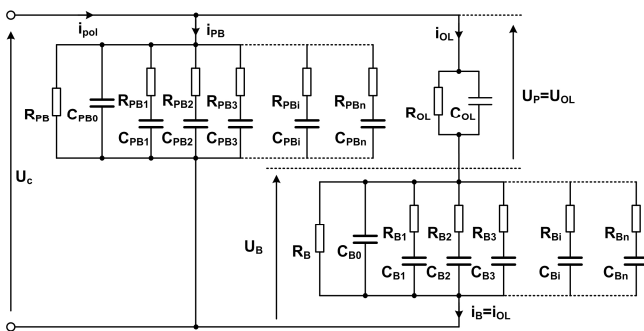 i_pol i_PB i_OL
R_PB C_PB0 R_PB1 R_PB2 R_PB3 R_PBi R_PBn
C_PB1 C_PB2 C_PB3 C_PBi C_PBn
R_OL C_OL
U_P=U_OL
U_c
U_B
R_B C_B0 R_B1 R_B2 R_B3 R_Bi R_Bn
C_B1 C_B2 C_B3 C_Bi C_Bn
i_B=i_OL